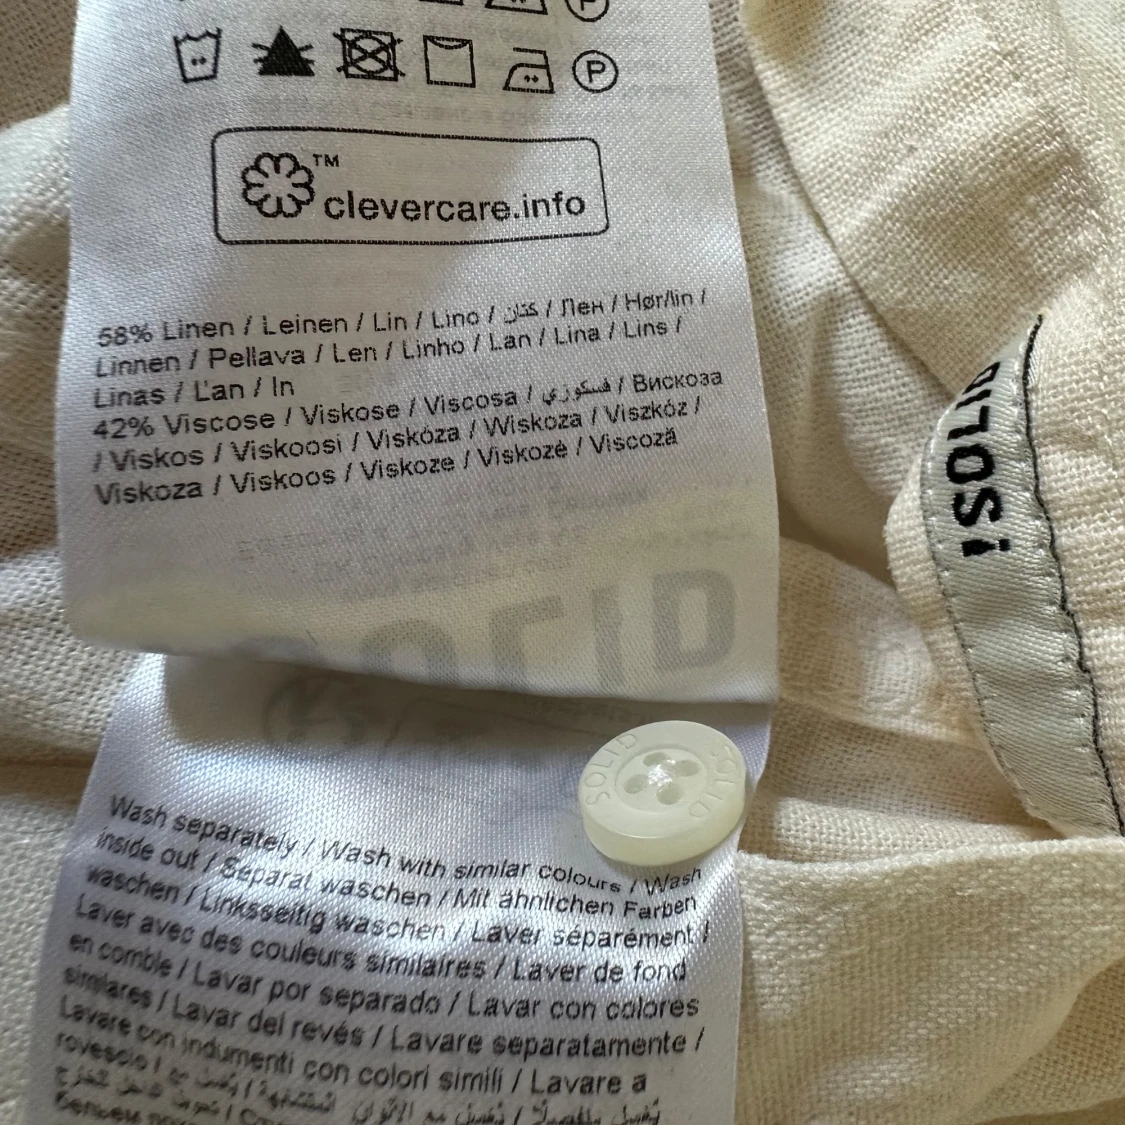 P
™
clevercare.info
58% Linen / Leinen / Lin / Lino / كتان / Лен / Hør/lin /
Linnen / Pellava / Len / Linho / Lan / Lina / Lins /
Linas / Ľan / In
42% Viscose / Viskose / Viscosa / فسكوزي / Вискоза
/ Viskos / Viskoosi / Viskóza / Wiskoza / Viszkóz /
Viskoza / Viskoos / Viskoze / Viskozė / Viscoză
!SOLID
SOLID
SOLID SOLID
Wash separately / Wash with similar colours / Wash
inside out / Separat waschen / Mit ähnlichen Farben
waschen / Linksseitig waschen / Laver séparément /
Laver avec des couleurs similaires / Laver de fond
en comble / Lavar por separado / Lavar con colores
similares / Lavar del revés / Lavare separatamente /
Lavare con indumenti con colori simili / Lavare a
rovescio /